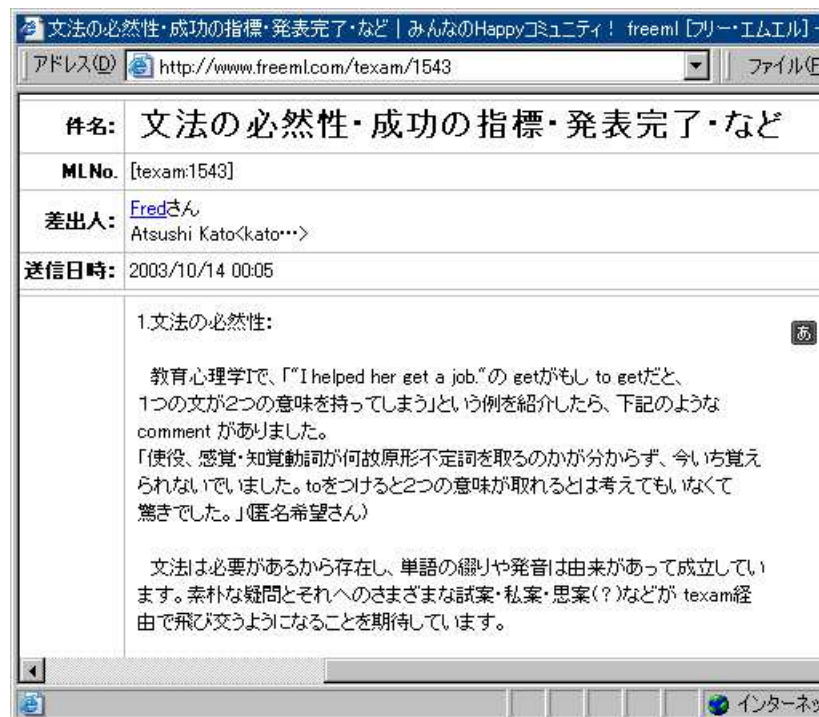 文法の必然性・成功の指標・発表完了・など | みんなのHappyコミュニティ! freeml [フリー・エムエル] -
アドレス(D) http://www.freeml.com/texam/1543 ファイル(F
件名: 文法の必然性・成功の指標・発表完了・など
MLNo. [texam:1543]
差出人: Fredさん
Atsushi Kato<kato…>
送信日時: 2003/10/14 00:05
1.文法の必然性:
あ
教育心理学Iで、「"I helped her get a job."の getがもし to getだと、
1つの文が2つの意味を持ってしまう」という例を紹介したら、下記のような
comment がありました。
「使役、感覚・知覚動詞が何故原形不定詞を取るのかが分からず、今いち覚え
られないでいました。toをつけると2つの意味が取れるとは考えてもいなくて
驚きでした。」(匿名希望さん)
文法は必要があるから存在し、単語の綴りや発音は由来があって成立してい
ます。素朴な疑問とそれへのさまざまな試案・私案・思案(?)などが texam経
由で飛び交うようになることを期待しています。
インターネッ